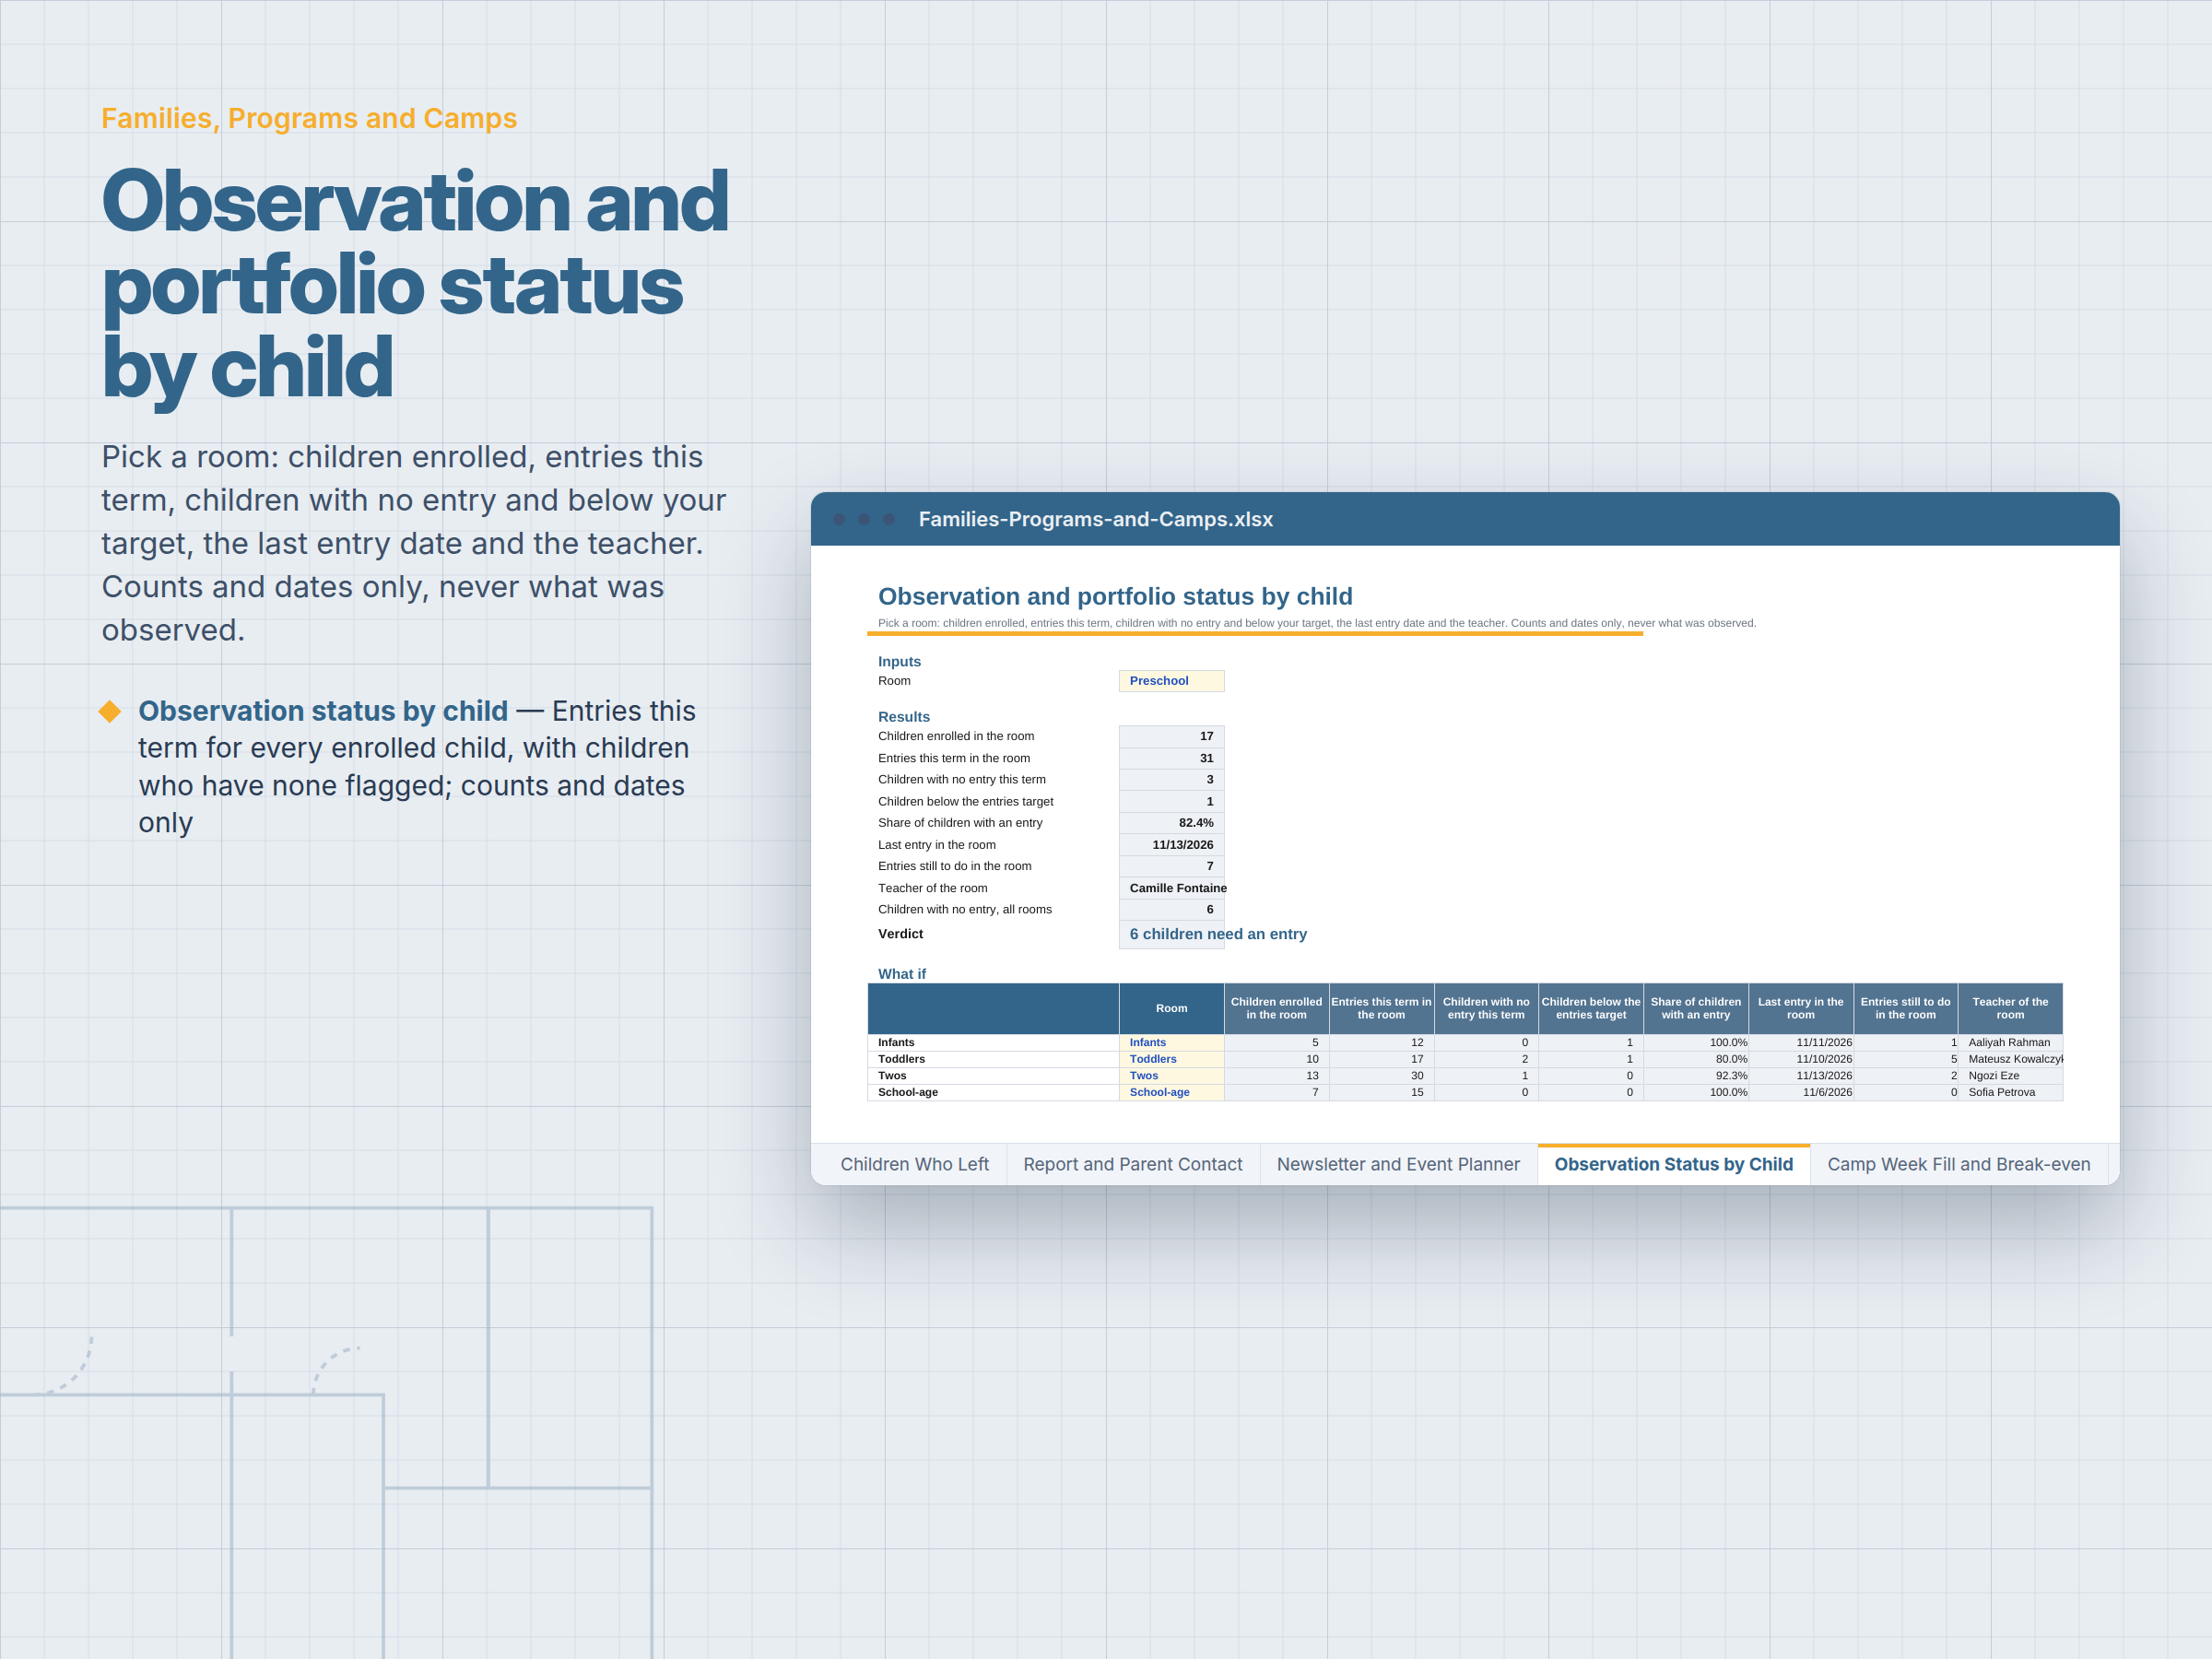 Families, Programs and Camps
Observation and
portfolio status
by child
Pick a room: children enrolled, entries this
term, children with no entry and below your
target, the last entry date and the teacher.
Counts and dates only, never what was
observed.
Observation status by child — Entries this
term for every enrolled child, with children
who have none flagged; counts and dates
only
Families-Programs-and-Camps.xlsx
Observation and portfolio status by child
Pick a room: children enrolled, entries this term, children with no entry and below your target, the last entry date and the teacher. Counts and dates only, never what was observed.
Inputs
Room Preschool
Results
Children enrolled in the room 17
Entries this term in the room 31
Children with no entry this term 3
Children below the entries target 1
Share of children with an entry 82.4%
Last entry in the room 11/13/2026
Entries still to do in the room 7
Teacher of the room Camille Fontaine
Children with no entry, all rooms 6
Verdict 6 children need an entry
What if
Room Children enrolled in the room Entries this term in the room Children with no entry this term Children below the entries target Share of children with an entry Last entry in the room Entries still to do in the room Teacher of the room
Infants Infants 5 12 0 1 100.0% 11/11/2026 1 Aaliyah Rahman
Toddlers Toddlers 10 17 2 1 80.0% 11/10/2026 5 Mateusz Kowalczyk
Twos Twos 13 30 1 0 92.3% 11/13/2026 2 Ngozi Eze
School-age School-age 7 15 0 0 100.0% 11/6/2026 0 Sofia Petrova
Children Who Left Report and Parent Contact Newsletter and Event Planner Observation Status by Child Camp Week Fill and Break-even